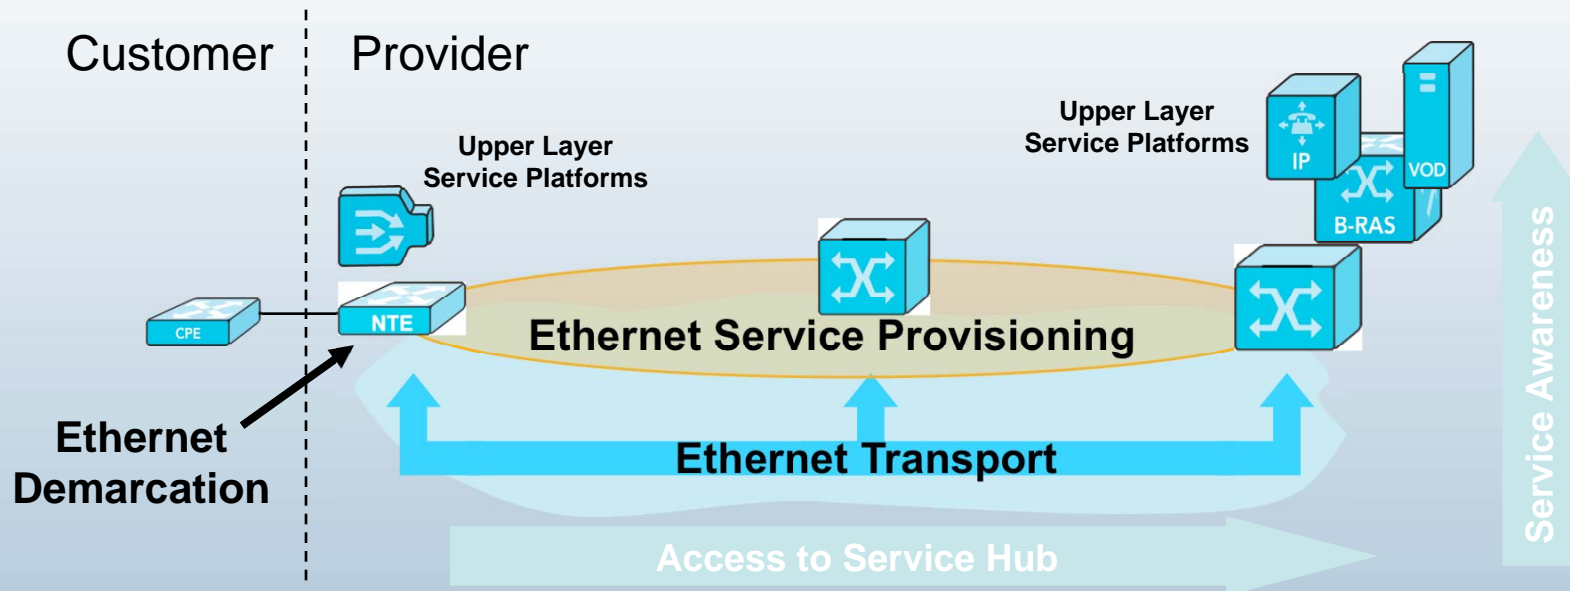 Customer
Provider
Upper Layer
Service Platforms
Upper Layer
Service Platforms
IP
VOD
B-RAS
CPE
NTE
Ethernet Service Provisioning
Ethernet
Demarcation
Ethernet Transport
Access to Service Hub
Service Awareness